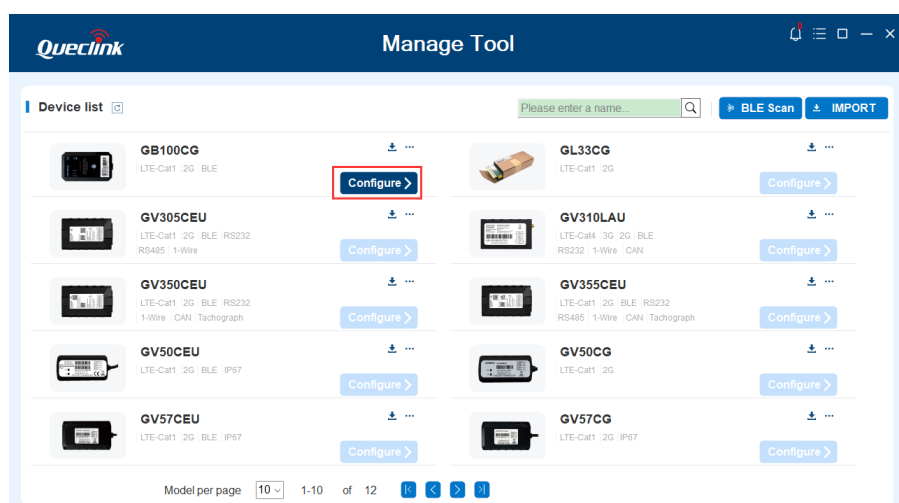 Queclink
Manage Tool
Device list
Please enter a name...
BLE Scan
IMPORT
GB100CG
LTE-Cat1 2G BLE
Configure
GL33CG
LTE-Cat1 2G
Configure
GV305CEU
LTE-Cat1 2G BLE RS232
RS485 1-Wire
Configure
GV310LAU
LTE-Cat4 3G 2G BLE
RS232 1-Wire CAN
Configure
GV350CEU
LTE-Cat1 2G BLE RS232
1-Wire CAN Tachograph
Configure
GV355CEU
LTE-Cat1 2G BLE RS232
RS485 1-Wire CAN Tachograph
Configure
GV50CEU
LTE-Cat1 2G BLE IP67
Configure
GV50CG
LTE-Cat1 2G
Configure
GV57CEU
LTE-Cat1 2G BLE IP67
Configure
GV57CG
LTE-Cat1 2G IP67
Configure
Model per page 10 1-10 of 12